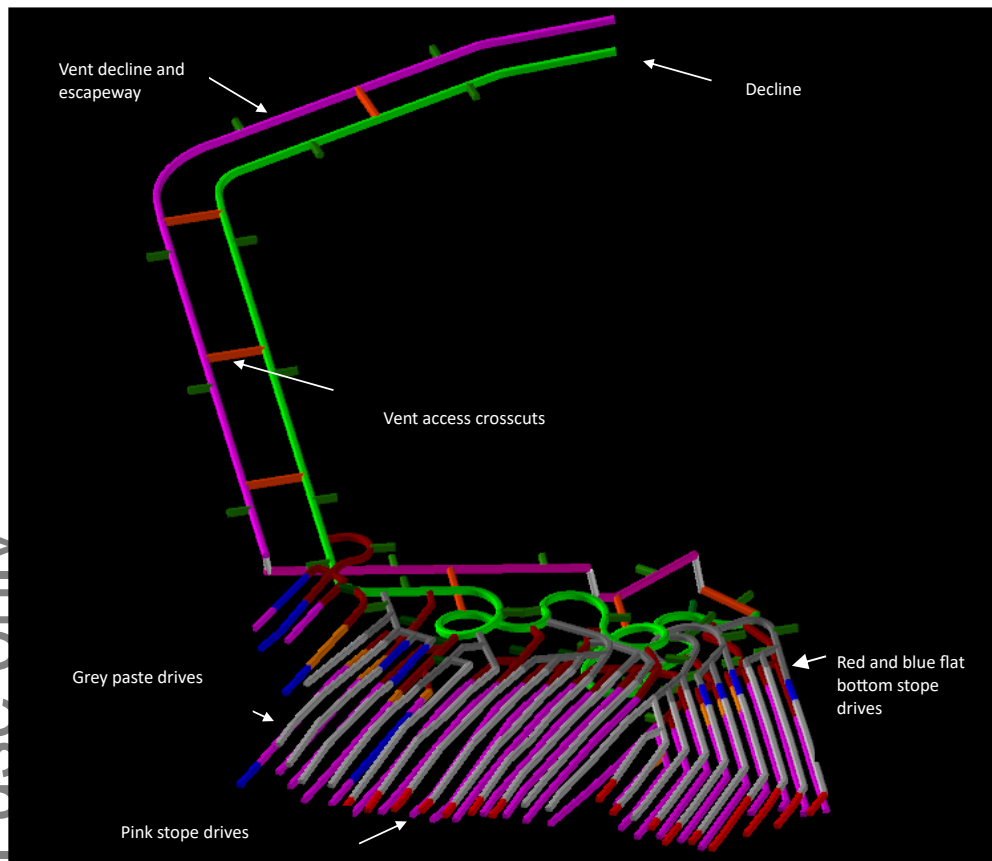 Vent decline and
escapeway
Decline
Vent access crosscuts
Grey paste drives
Red and blue flat
bottom stope
drives
Pink stope drives